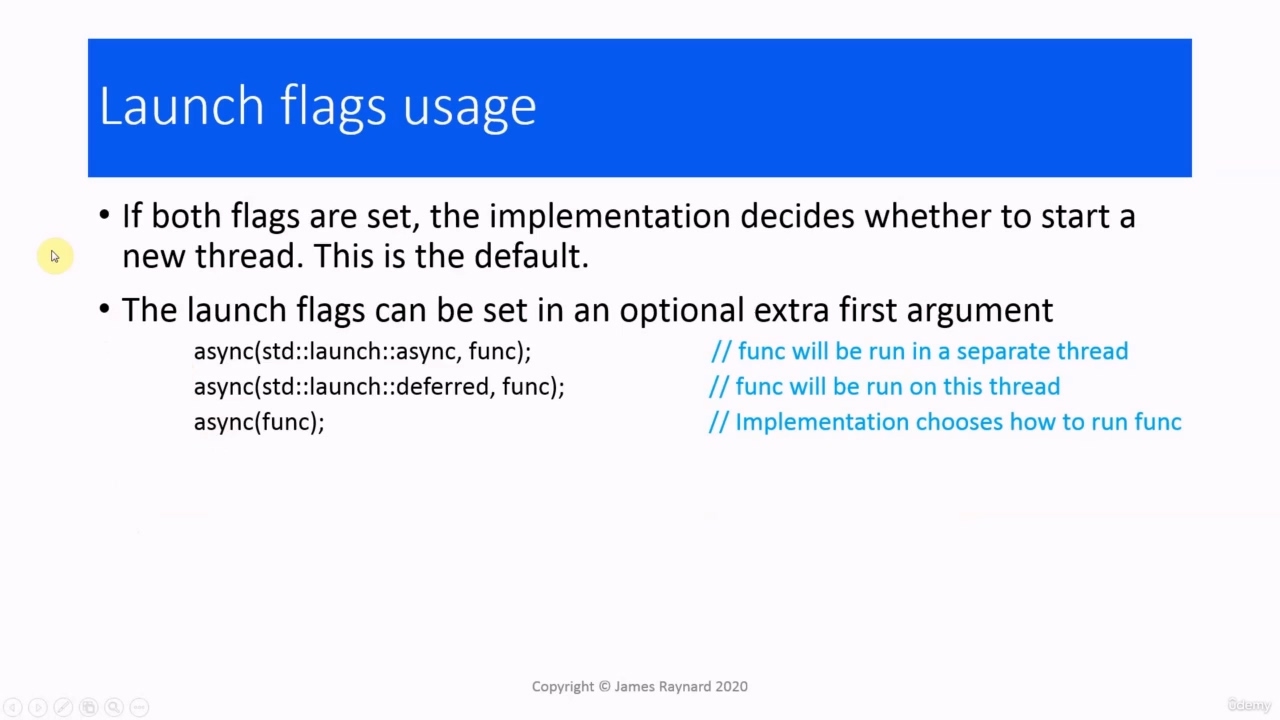 Launch flags usage
• If both flags are set, the implementation decides whether to start a
new thread. This is the default.
• The launch flags can be set in an optional extra first argument
async(std::launch::async, func); // func will be run in a separate thread
async(std::launch::deferred, func); // func will be run on this thread
async(func); // Implementation chooses how to run func
Copyright © James Raynard 2020
ûdemy